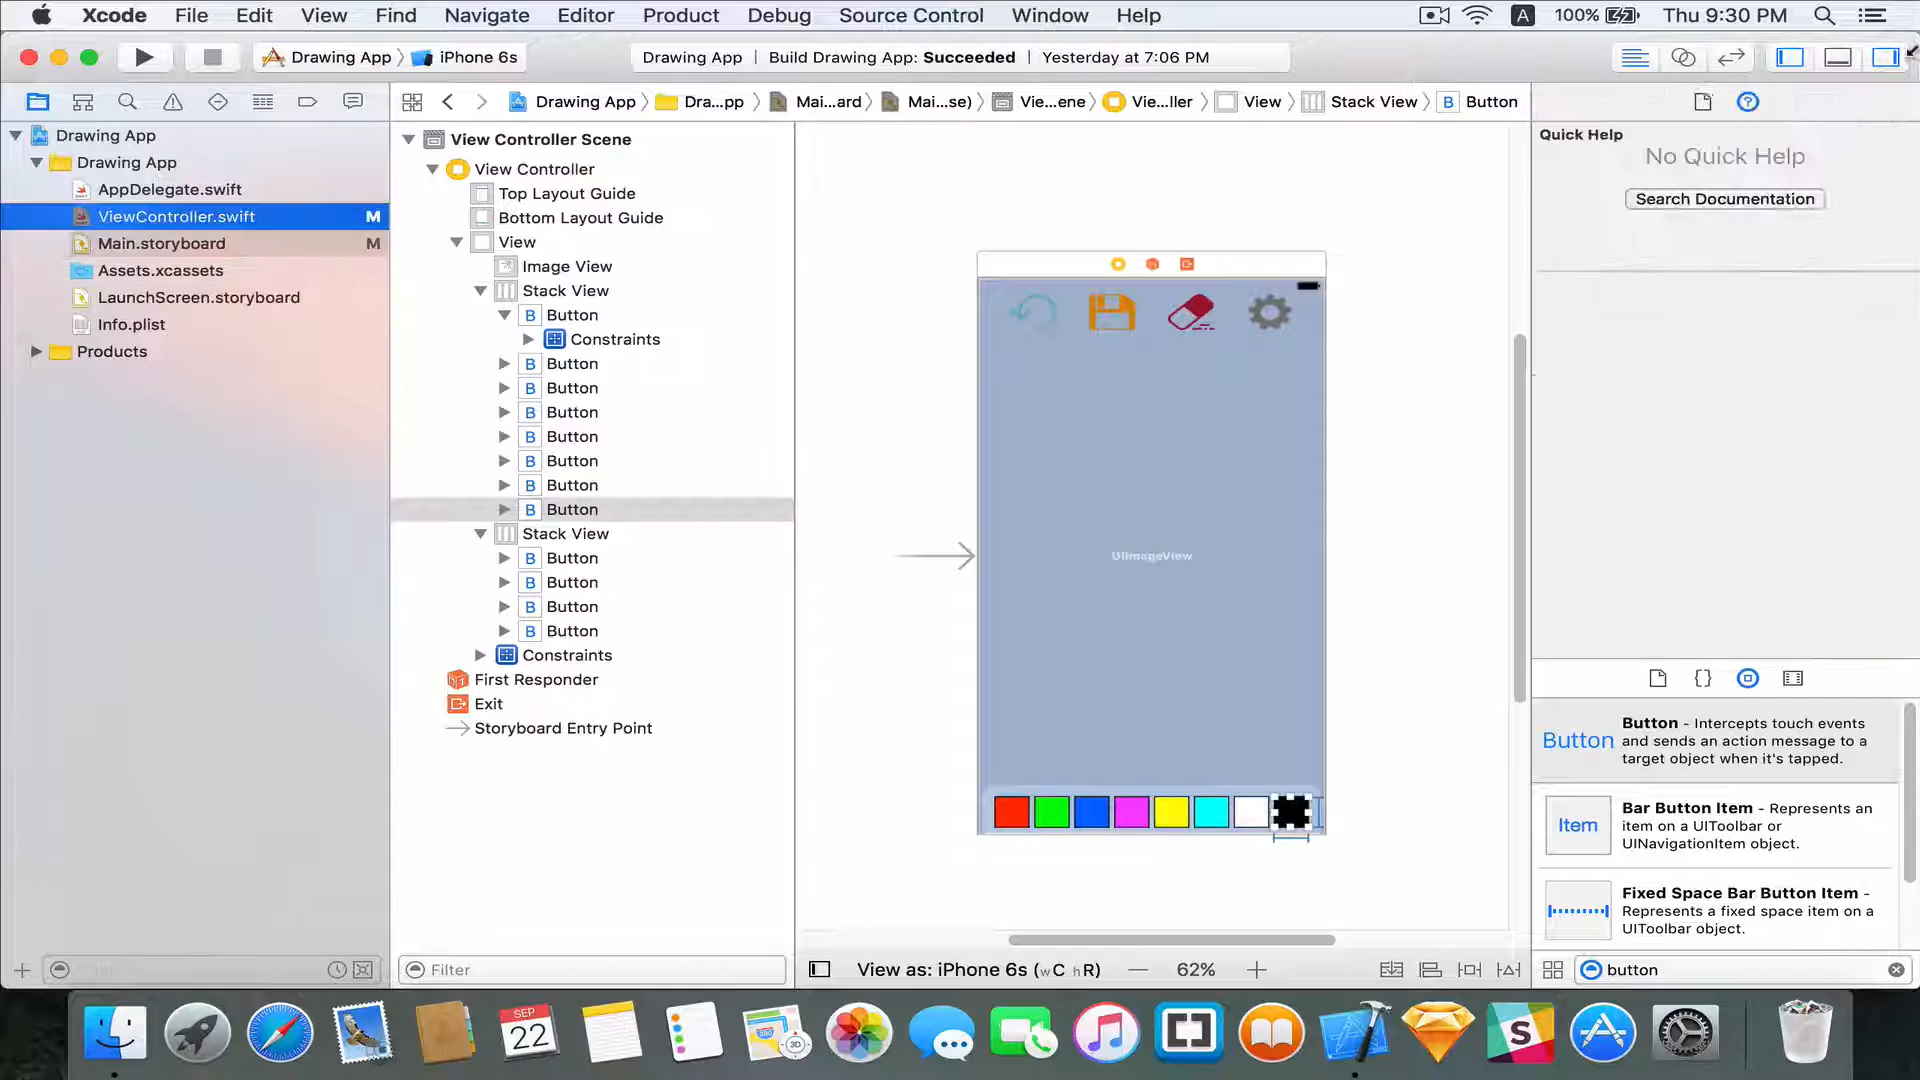 Xcode File Edit View Find Navigate Editor Product Debug Source Control Window Help A 100% Thu 9:30 PM
Drawing App iPhone 6s Drawing App | Build Drawing App: Succeeded | Yesterday at 7:06 PM
Drawing App Dra...pp Mai...ard Mai...se) Vie...ene Vie...ller View Stack View B Button
Drawing App
Drawing App
AppDelegate.swift
ViewController.swift M
Main.storyboard M
Assets.xcassets
LaunchScreen.storyboard
Info.plist
Products
View Controller Scene
View Controller
Top Layout Guide
Bottom Layout Guide
View
Image View
Stack View
B Button
Constraints
B Button
B Button
B Button
B Button
B Button
B Button
B Button
Stack View
B Button
B Button
B Button
B Button
Constraints
First Responder
Exit
Storyboard Entry Point
Filter
UIImageView
View as: iPhone 6s (wC hR) — 62% +
Quick Help
No Quick Help
Search Documentation
{}
Button
Button - Intercepts touch events
and sends an action message to a
target object when it's tapped.
Item
Bar Button Item - Represents an
item on a UIToolbar or
UINavigationItem object.
Fixed Space Bar Button Item -
Represents a fixed space item on a
UIToolbar object.
button
SEP
22
280
3D
S